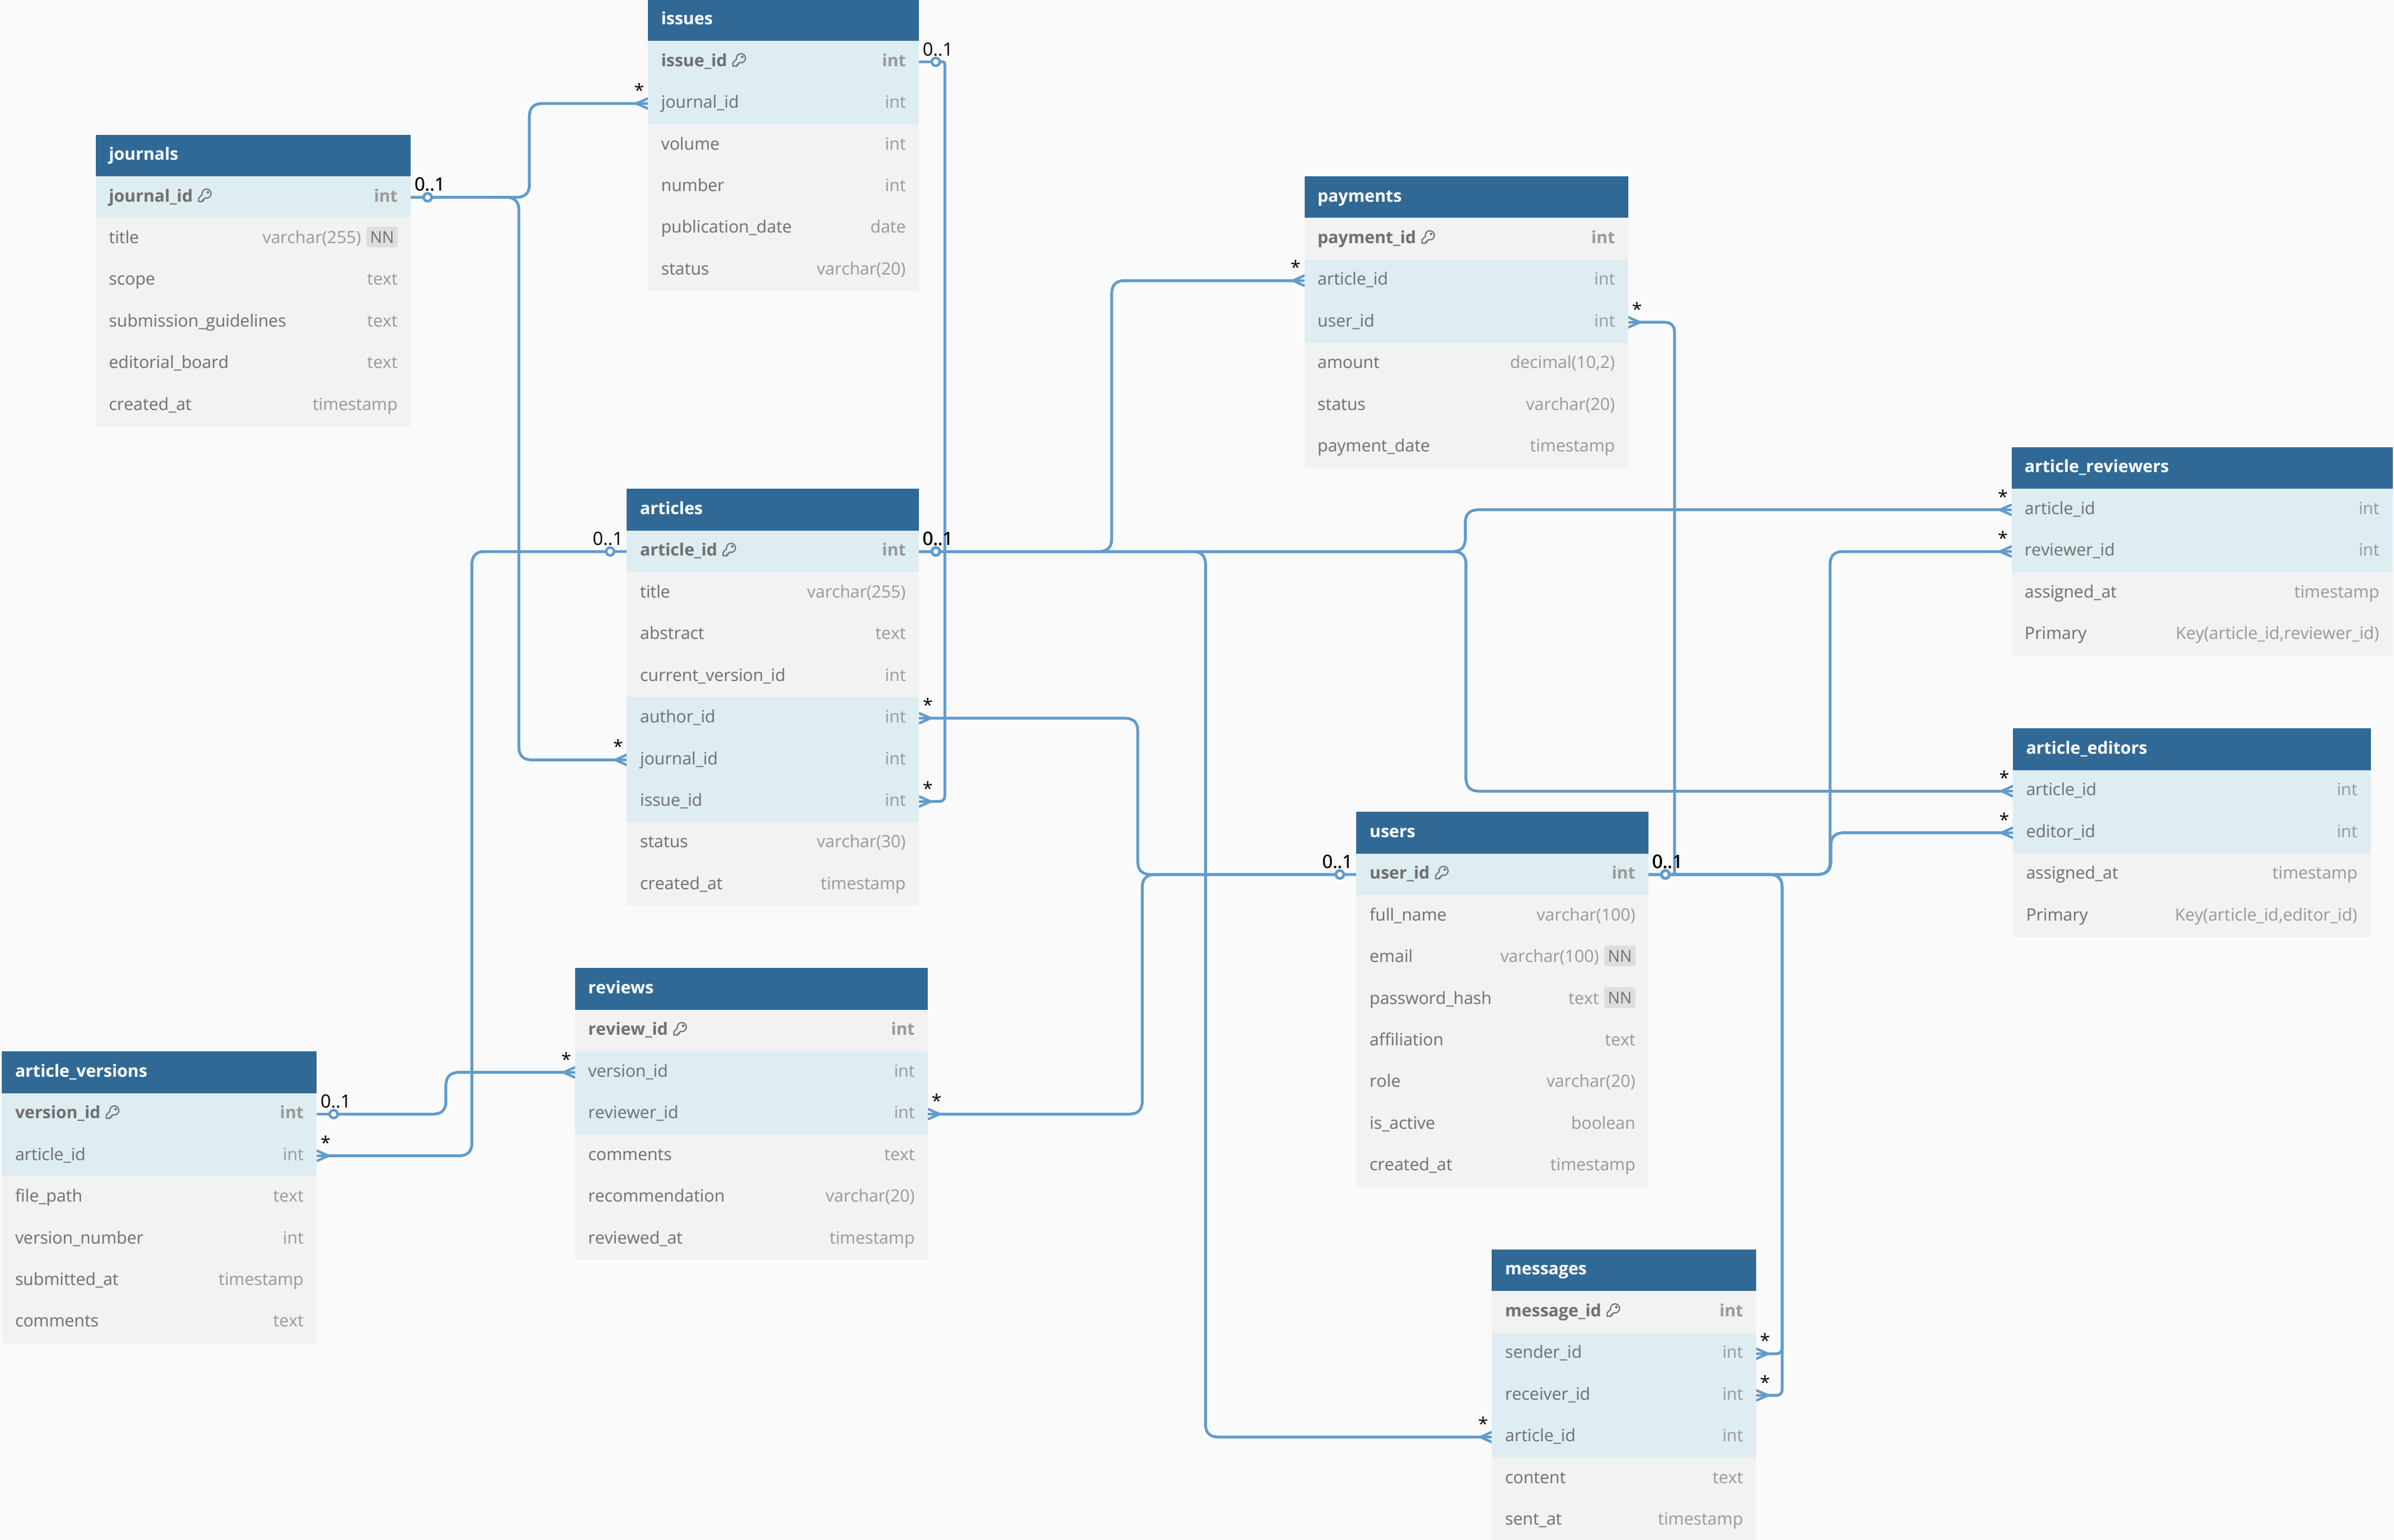 issues
issue_id int
journal_id int
volume int
number int
publication_date date
status varchar(20)
0..1
*
journals
journal_id int
title varchar(255) NN
scope text
submission_guidelines text
editorial_board text
created_at timestamp
0..1
payments
payment_id int
article_id int
user_id int
amount decimal(10,2)
status varchar(20)
payment_date timestamp
*
*
article_reviewers
article_id int
reviewer_id int
assigned_at timestamp
Primary Key(article_id,reviewer_id)
*
*
articles
article_id int
title varchar(255)
abstract text
current_version_id int
author_id int
journal_id int
issue_id int
status varchar(30)
created_at timestamp
0..1
0..1
*
*
*
article_editors
article_id int
editor_id int
assigned_at timestamp
Primary Key(article_id,editor_id)
*
*
users
user_id int
full_name varchar(100)
email varchar(100) NN
password_hash text NN
affiliation text
role varchar(20)
is_active boolean
created_at timestamp
0..1
0..1
reviews
review_id int
version_id int
reviewer_id int
comments text
recommendation varchar(20)
reviewed_at timestamp
*
*
article_versions
version_id int
article_id int
file_path text
version_number int
submitted_at timestamp
comments text
0..1
*
messages
message_id int
sender_id int
receiver_id int
article_id int
content text
sent_at timestamp
*
*
*